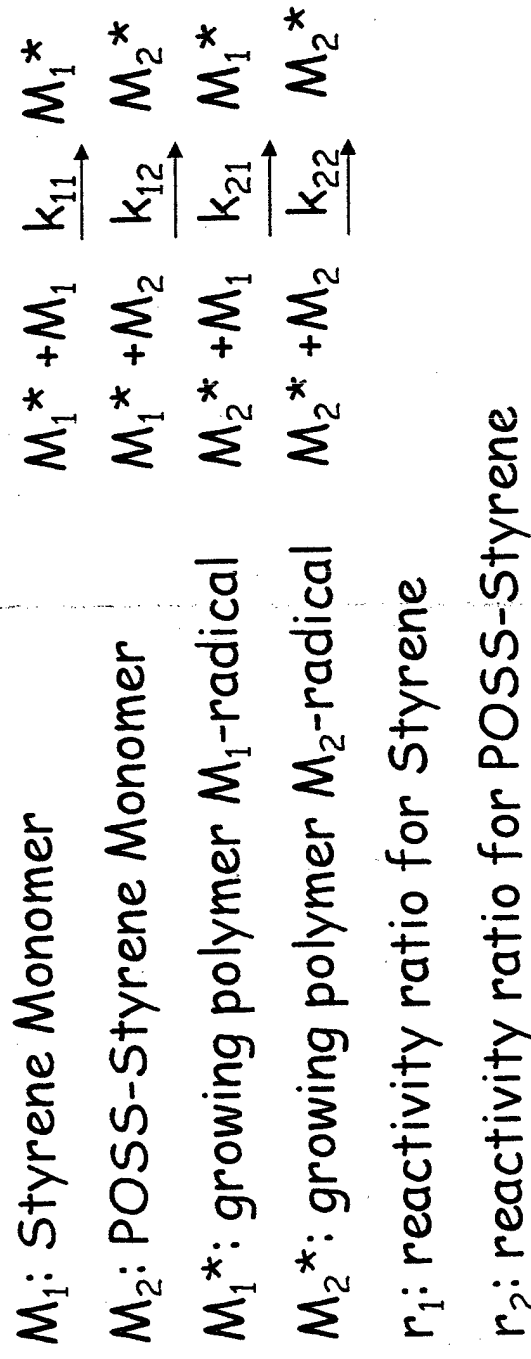 M₁: Styrene Monomer
M₂: POSS-Styrene Monomer
M₁*: growing polymer M₁-radical
M₂*: growing polymer M₂-radical
r₁: reactivity ratio for Styrene
r₂: reactivity ratio for POSS-Styrene
M₁* +M₁ k₁₁ → M₁*
M₁* +M₂ k₁₂ → M₂*
M₂* +M₁ k₂₁ → M₁*
M₂* +M₂ k₂₂ → M₂*